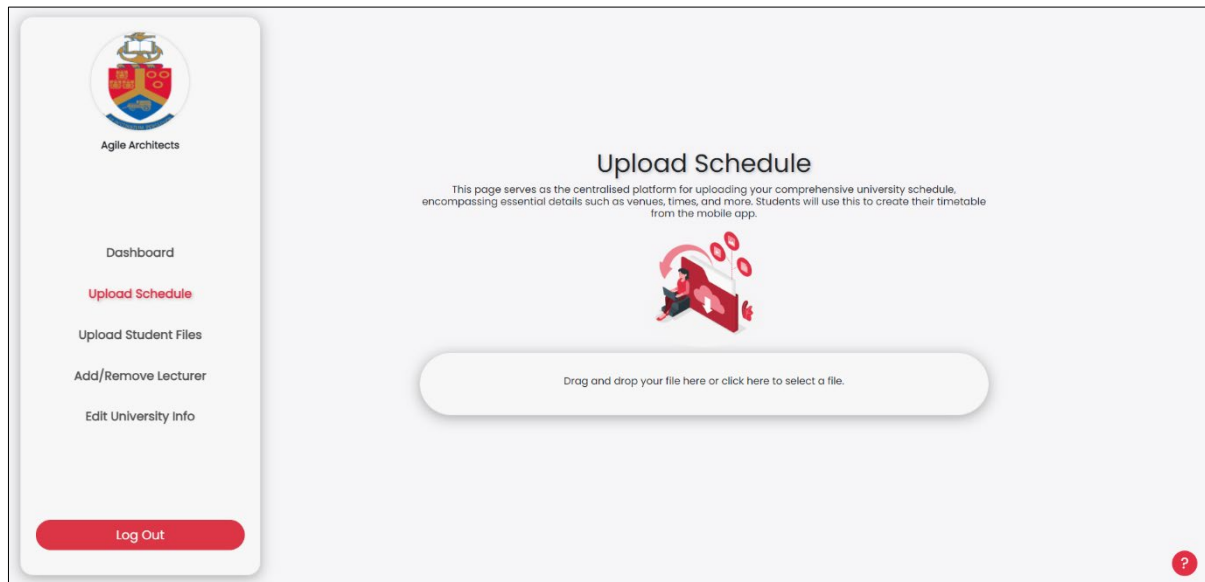 Agile Architects
Dashboard
Upload Schedule
Upload Student Files
Add/Remove Lecturer
Edit University Info
Log Out
Upload Schedule
This page serves as the centralised platform for uploading your comprehensive university schedule,
encompassing essential details such as venues, times, and more. Students will use this to create their timetable
from the mobile app.
Drag and drop your file here or click here to select a file.
?